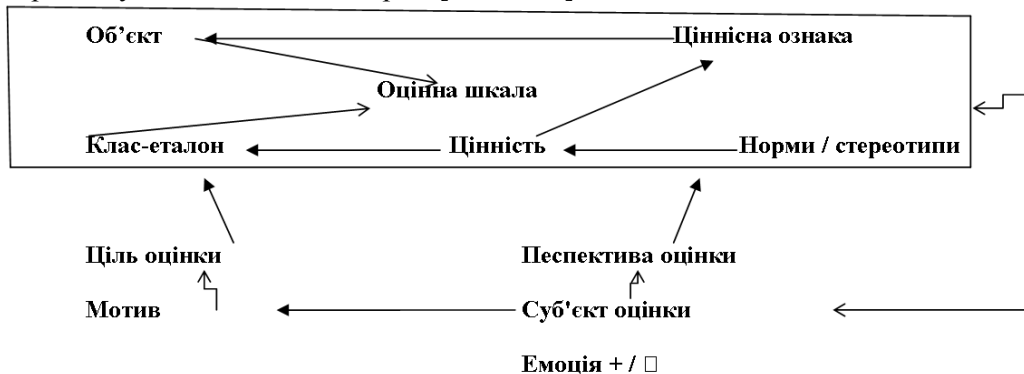 Об’єкт Ціннісна ознака
Оцінна шкала
Клас-еталон Цінність Норми / стереотипи
Ціль оцінки Песпектива оцінки
Мотив Суб'єкт оцінки
Емоція + / □